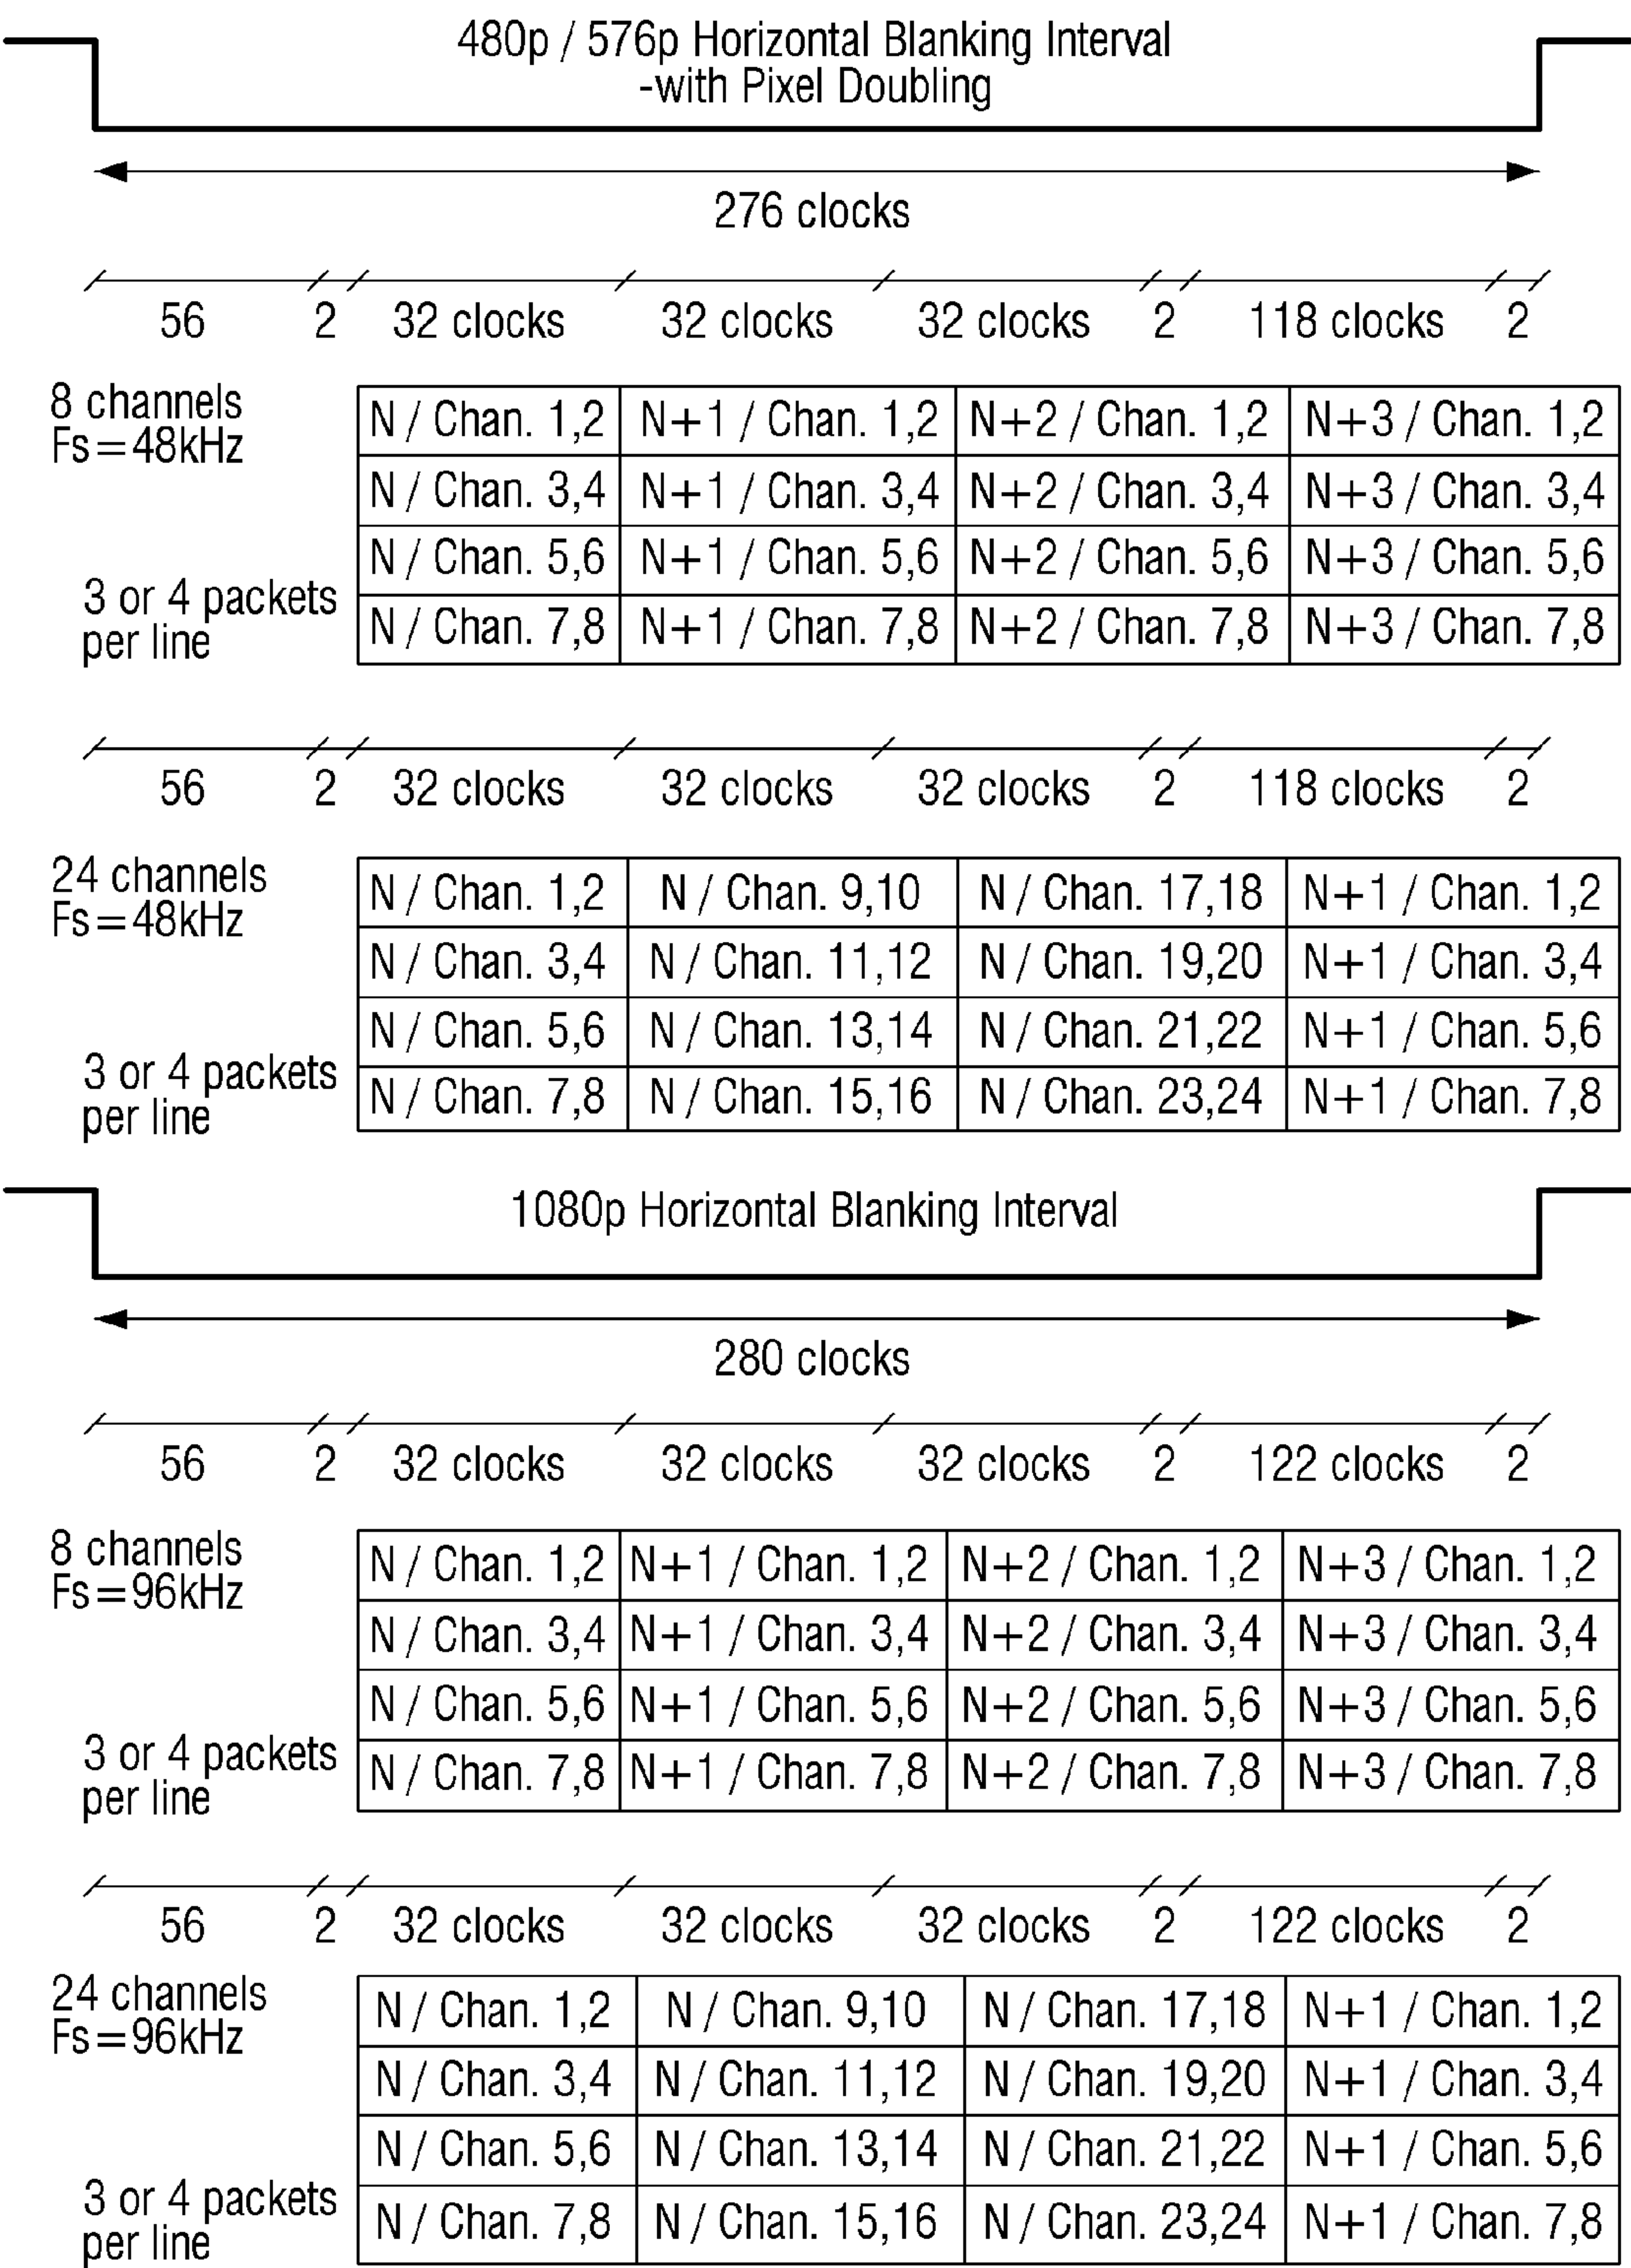 480p / 576p Horizontal Blanking Interval
-with Pixel Doubling
276 clocks
56 2 32 clocks 32 clocks 32 clocks 2 118 clocks 2
8 channels
Fs=48kHz
3 or 4 packets
per line
N / Chan. 1,2 N+1 / Chan. 1,2 N+2 / Chan. 1,2 N+3 / Chan. 1,2
N / Chan. 3,4 N+1 / Chan. 3,4 N+2 / Chan. 3,4 N+3 / Chan. 3,4
N / Chan. 5,6 N+1 / Chan. 5,6 N+2 / Chan. 5,6 N+3 / Chan. 5,6
N / Chan. 7,8 N+1 / Chan. 7,8 N+2 / Chan. 7,8 N+3 / Chan. 7,8
56 2 32 clocks 32 clocks 32 clocks 2 118 clocks 2
24 channels
Fs=48kHz
3 or 4 packets
per line
N / Chan. 1,2 N / Chan. 9,10 N / Chan. 17,18 N+1 / Chan. 1,2
N / Chan. 3,4 N / Chan. 11,12 N / Chan. 19,20 N+1 / Chan. 3,4
N / Chan. 5,6 N / Chan. 13,14 N / Chan. 21,22 N+1 / Chan. 5,6
N / Chan. 7,8 N / Chan. 15,16 N / Chan. 23,24 N+1 / Chan. 7,8
1080p Horizontal Blanking Interval
280 clocks
56 2 32 clocks 32 clocks 32 clocks 2 122 clocks 2
8 channels
Fs=96kHz
3 or 4 packets
per line
N / Chan. 1,2 N+1 / Chan. 1,2 N+2 / Chan. 1,2 N+3 / Chan. 1,2
N / Chan. 3,4 N+1 / Chan. 3,4 N+2 / Chan. 3,4 N+3 / Chan. 3,4
N / Chan. 5,6 N+1 / Chan. 5,6 N+2 / Chan. 5,6 N+3 / Chan. 5,6
N / Chan. 7,8 N+1 / Chan. 7,8 N+2 / Chan. 7,8 N+3 / Chan. 7,8
56 2 32 clocks 32 clocks 32 clocks 2 122 clocks 2
24 channels
Fs=96kHz
3 or 4 packets
per line
N / Chan. 1,2 N / Chan. 9,10 N / Chan. 17,18 N+1 / Chan. 1,2
N / Chan. 3,4 N / Chan. 11,12 N / Chan. 19,20 N+1 / Chan. 3,4
N / Chan. 5,6 N / Chan. 13,14 N / Chan. 21,22 N+1 / Chan. 5,6
N / Chan. 7,8 N / Chan. 15,16 N / Chan. 23,24 N+1 / Chan. 7,8